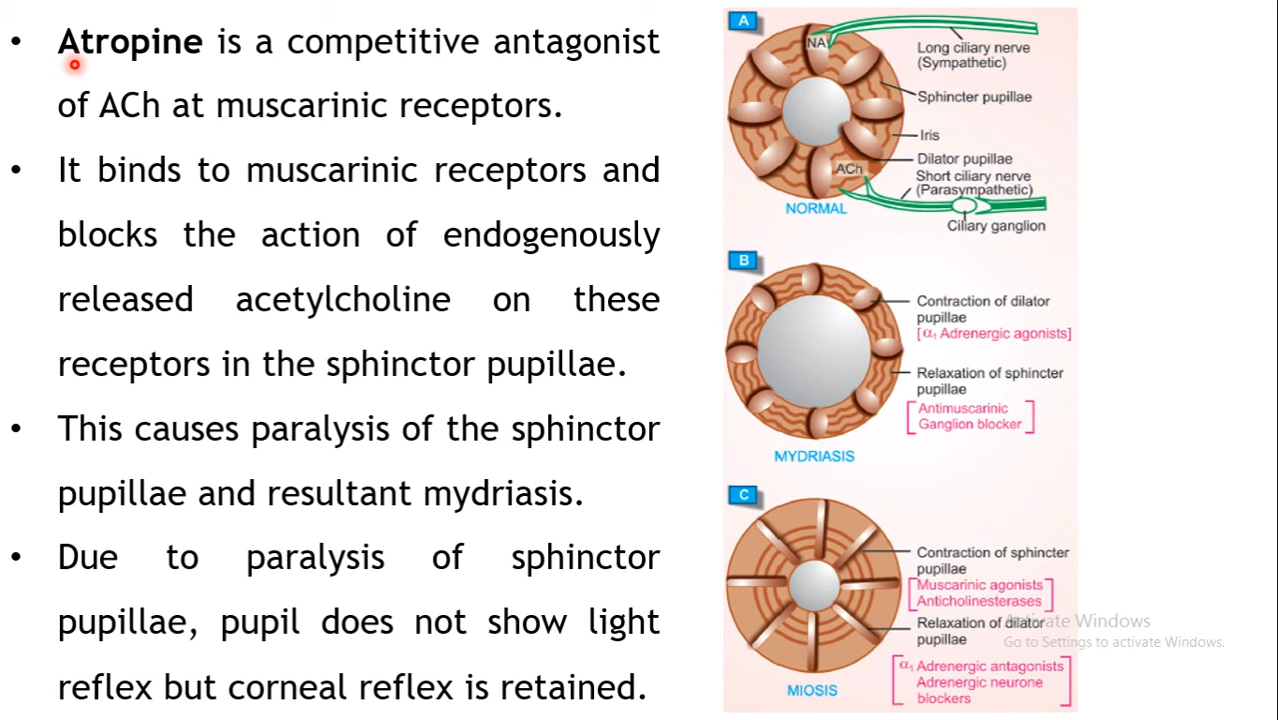 • Atropine is a competitive antagonist
of ACh at muscarinic receptors.
• It binds to muscarinic receptors and
blocks the action of endogenously
released acetylcholine on these
receptors in the sphinctor pupillae.
• This causes paralysis of the sphinctor
pupillae and resultant mydriasis.
• Due to paralysis of sphinctor
pupillae, pupil does not show light
reflex but corneal reflex is retained.
A
NA
Long ciliary nerve
(Sympathetic)
Sphincter pupillae
Iris
Dilator pupillae
ACh
Short ciliary nerve
(Parasympathetic)
NORMAL
Ciliary ganglion
B
Contraction of dilator
pupillae
[α₁ Adrenergic agonists]
Relaxation of sphincter
pupillae
Antimuscarinic
Ganglion blocker
MYDRIASIS
C
Contraction of sphincter
pupillae
Muscarinic agonists
Anticholinesterases
Relaxation of dilator
pupillae
α₁ Adrenergic antagonists
Adrenergic neurone
blockers
MIOSIS
Activate Windows
Go to Settings to activate Windows.